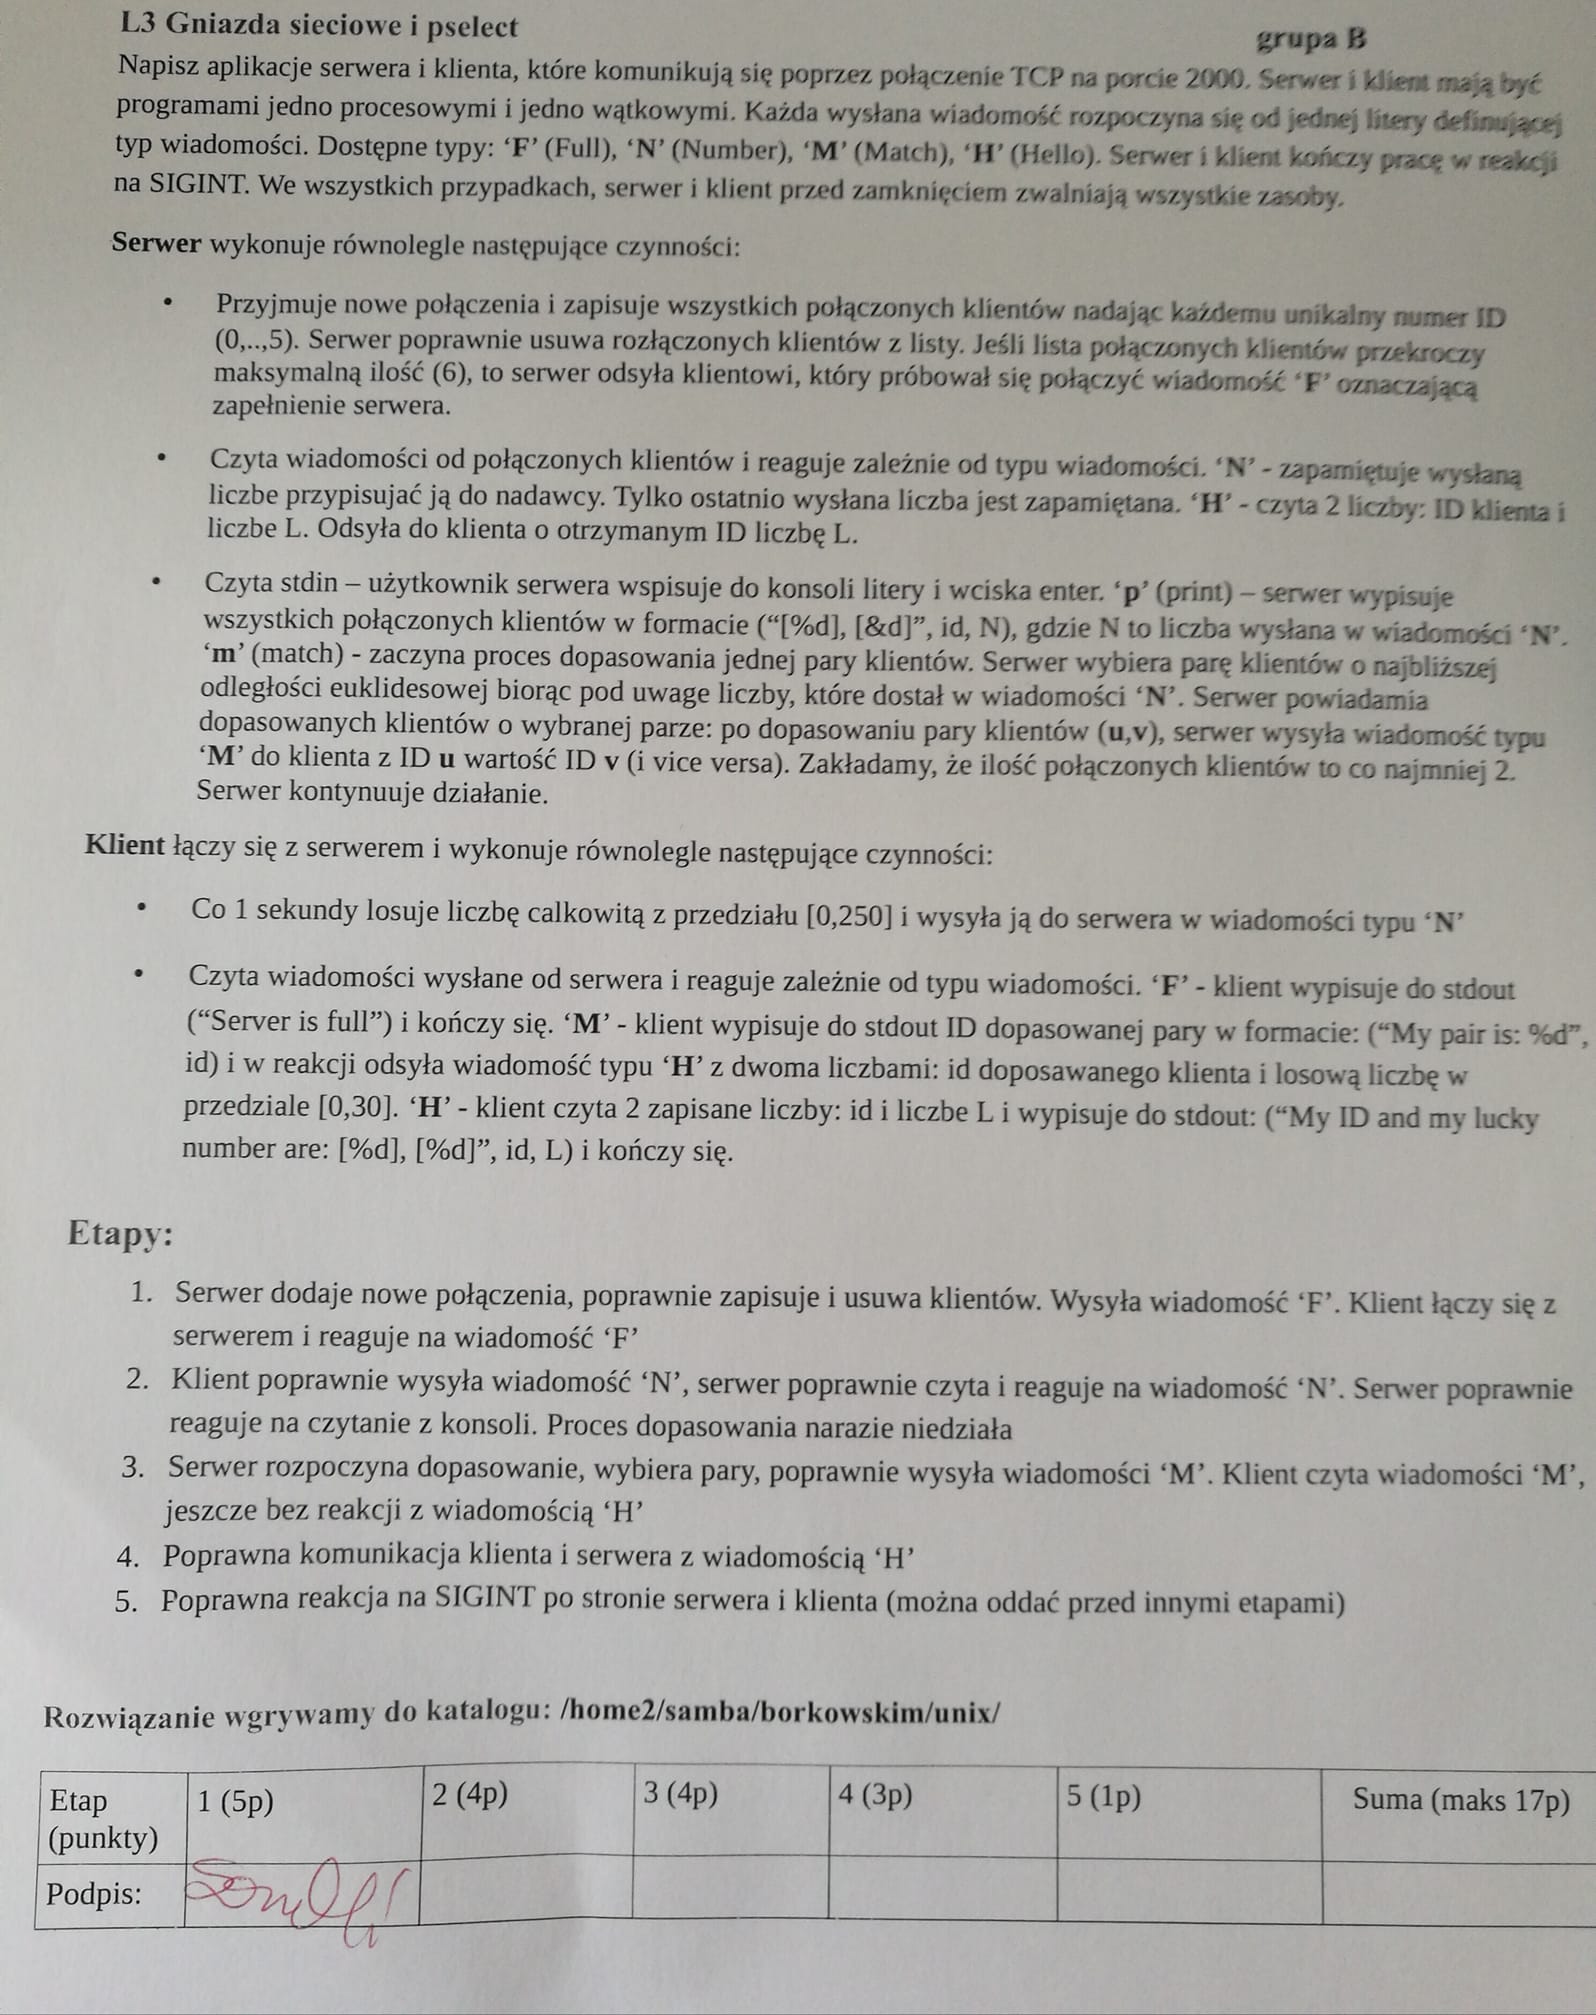 L3 Gniazda sieciowe i pselect
grupa B
Napisz aplikacje serwera i klienta, które komunikują się poprzez połączenie TCP na porcie 2000. Serwer i klient mają być
programami jedno procesowymi i jedno wątkowymi. Każda wysłana wiadomość rozpoczyna się od jednej litery definującej
typ wiadomości. Dostępne typy: ‘F’ (Full), ‘N’ (Number), ‘M’ (Match), ‘H’ (Hello). Serwer i klient kończy pracę w reakcji
na SIGINT. We wszystkich przypadkach, serwer i klient przed zamknięciem zwalniają wszystkie zasoby.
Serwer wykonuje równolegle następujące czynności:
• Przyjmuje nowe połączenia i zapisuje wszystkich połączonych klientów nadając każdemu unikalny numer ID
(0,..,5). Serwer poprawnie usuwa rozłączonych klientów z listy. Jeśli lista połączonych klientów przekroczy
maksymalną ilość (6), to serwer odsyła klientowi, który próbował się połączyć wiadomość ‘F’ oznaczającą
zapełnienie serwera.
• Czyta wiadomości od połączonych klientów i reaguje zależnie od typu wiadomości. ‘N’ - zapamiętuje wysłaną
liczbe przypisujać ją do nadawcy. Tylko ostatnio wysłana liczba jest zapamiętana. ‘H’ - czyta 2 liczby: ID klienta i
liczbe L. Odsyła do klienta o otrzymanym ID liczbę L.
• Czyta stdin – użytkownik serwera wspisuje do konsoli litery i wciska enter. ‘p’ (print) – serwer wypisuje
wszystkich połączonych klientów w formacie (“[%d], [&d]”, id, N), gdzie N to liczba wysłana w wiadomości ‘N’.
‘m’ (match) - zaczyna proces dopasowania jednej pary klientów. Serwer wybiera parę klientów o najbliższej
odległości euklidesowej biorąc pod uwage liczby, które dostał w wiadomości ‘N’. Serwer powiadamia
dopasowanych klientów o wybranej parze: po dopasowaniu pary klientów (u,v), serwer wysyła wiadomość typu
‘M’ do klienta z ID u wartość ID v (i vice versa). Zakładamy, że ilość połączonych klientów to co najmniej 2.
Serwer kontynuuje działanie.
Klient łączy się z serwerem i wykonuje równolegle następujące czynności:
• Co 1 sekundy losuje liczbę calkowitą z przedziału [0,250] i wysyła ją do serwera w wiadomości typu ‘N’
• Czyta wiadomości wysłane od serwera i reaguje zależnie od typu wiadomości. ‘F’ - klient wypisuje do stdout
(“Server is full”) i kończy się. ‘M’ - klient wypisuje do stdout ID dopasowanej pary w formacie: (“My pair is: %d”,
id) i w reakcji odsyła wiadomość typu ‘H’ z dwoma liczbami: id doposawanego klienta i losową liczbę w
przedziale [0,30]. ‘H’ - klient czyta 2 zapisane liczby: id i liczbe L i wypisuje do stdout: (“My ID and my lucky
number are: [%d], [%d]”, id, L) i kończy się.
Etapy:
1. Serwer dodaje nowe połączenia, poprawnie zapisuje i usuwa klientów. Wysyła wiadomość ‘F’. Klient łączy się z
serwerem i reaguje na wiadomość ‘F’
2. Klient poprawnie wysyła wiadomość ‘N’, serwer poprawnie czyta i reaguje na wiadomość ‘N’. Serwer poprawnie
reaguje na czytanie z konsoli. Proces dopasowania narazie niedziała
3. Serwer rozpoczyna dopasowanie, wybiera pary, poprawnie wysyła wiadomości ‘M’. Klient czyta wiadomości ‘M’,
jeszcze bez reakcji z wiadomością ‘H’
4. Poprawna komunikacja klienta i serwera z wiadomością ‘H’
5. Poprawna reakcja na SIGINT po stronie serwera i klienta (można oddać przed innymi etapami)
Rozwiązanie wgrywamy do katalogu: /home2/samba/borkowskim/unix/
Etap (punkty) 1 (5p) 2 (4p) 3 (4p) 4 (3p) 5 (1p) Suma (maks 17p)
Podpis: